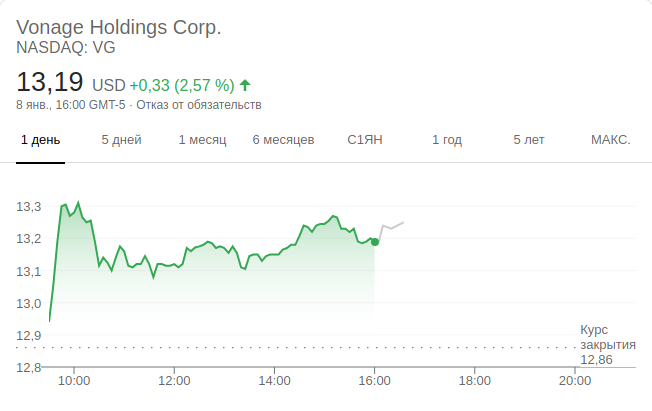 Vonage Holdings Corp.
NASDAQ: VG
13,19 USD +0,33 (2,57 %)
8 янв., 16:00 GMT-5 · Отказ от обязательств
1 день 5 дней 1 месяц 6 месяцев С1ЯН 1 год 5 лет МАКС.
13,3
13,2
13,1
13,0
12,9
Курс
закрытия
12,86
12,8
10:00 12:00 14:00 16:00 18:00 20:00